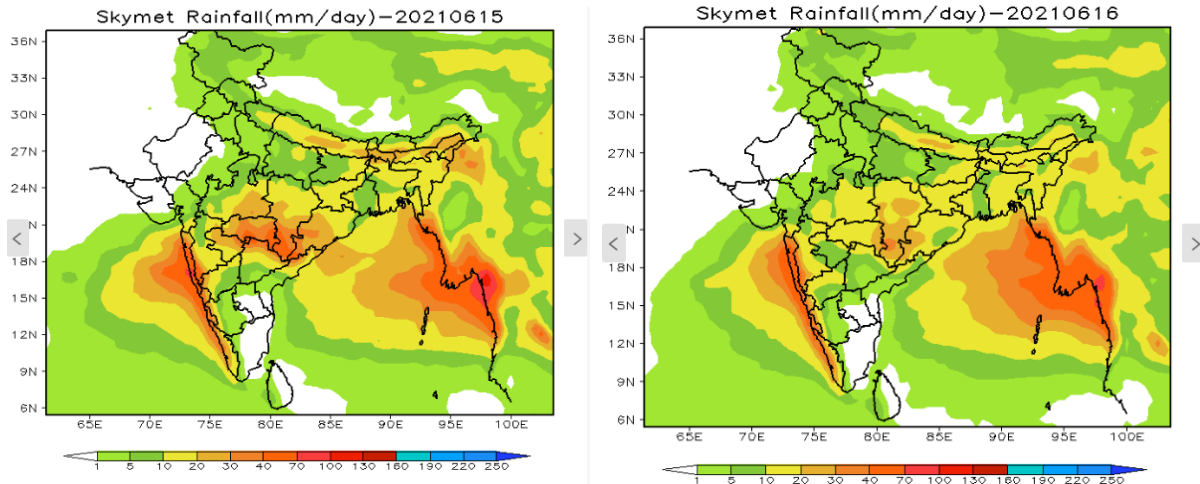 Skymet Rainfall(mm/day)-20210615
36N
33N
30N
27N
24N
N
18N
15N
12N
9N
6N
65E 70E 75E 80E 85E 90E 95E 100E
1 5 10 20 30 40 70 100 130 160 190 220 250
Skymet Rainfall(mm/day)-20210616
36N
33N
30N
27N
24N
N
18N
15N
12N
9N
6N
65E 70E 75E 80E 85E 90E 95E 100E
1 5 10 20 30 40 70 100 130 160 190 220 250